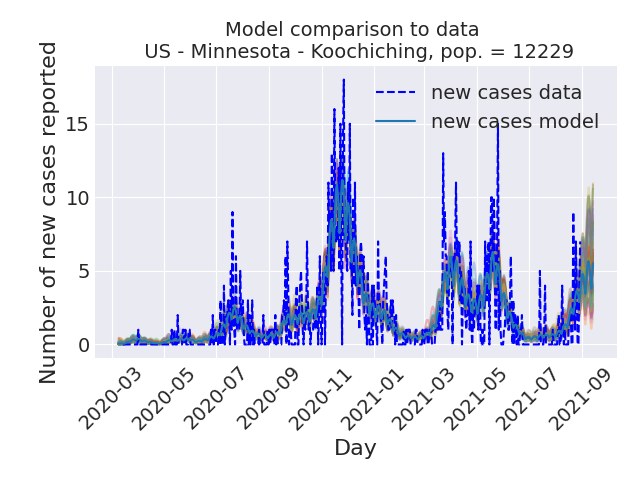 Model comparison to data
US - Minnesota - Koochiching, pop. = 12229
new cases data
new cases model
Number of new cases reported
15
10
5
0
2020-03
2020-05
2020-07
2020-09
2020-11
2021-01
2021-03
2021-05
2021-07
2021-09
Day